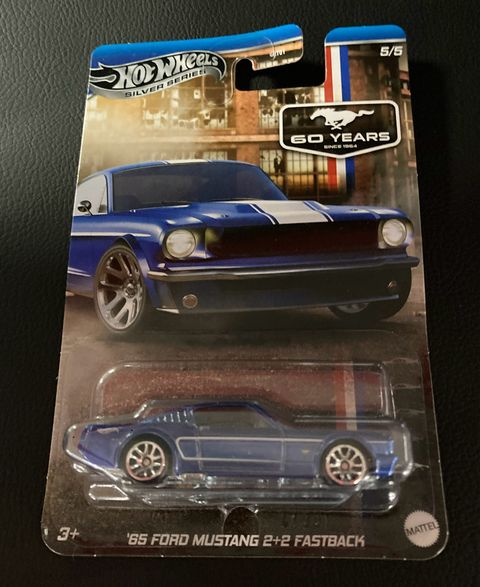 Hot Wheels
SILVER SERIES
5/5
60 YEARS
SINCE 1964
3+
'65 FORD MUSTANG 2+2 FASTBACK
MATTEL